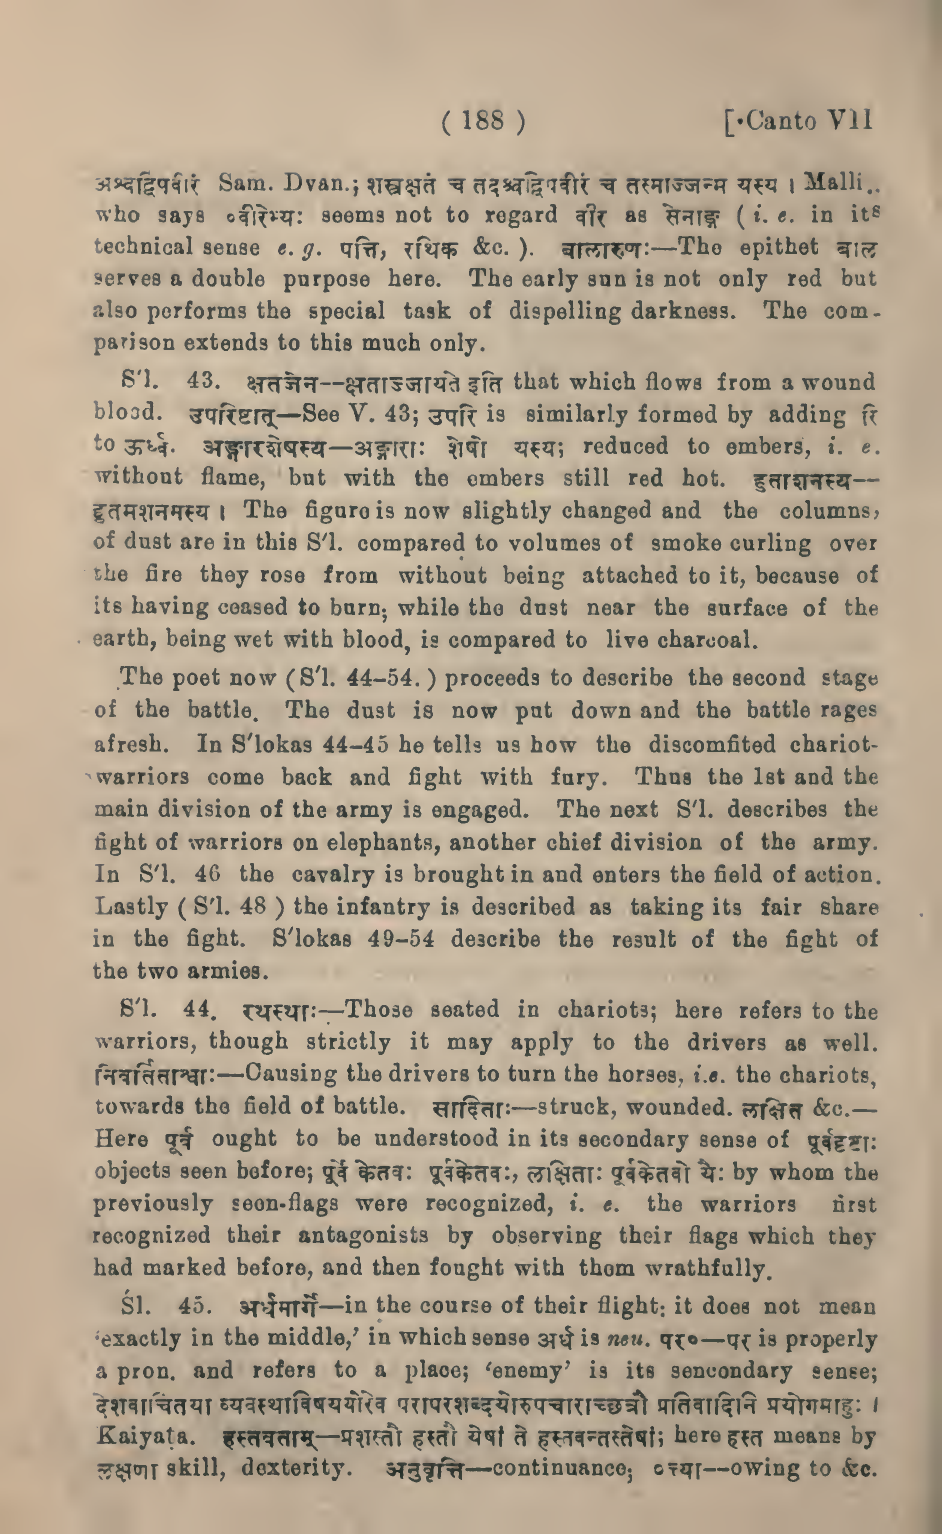 ( 188 ) [ Canto VII
अश्वद्विपवीरं Sam. Dvan.; शस्त्रक्षतं च तदश्वद्विपवीरं च तस्माज्जन्म यस्य । Malli..
who says ०वीरेभ्यः seems not to regard वीर as सेनाङ्ग ( i. e. in its
technical sense e. g. पत्ति, रथिक &c. ). बालारुणः—The epithet बाल
serves a double purpose here. The early sun is not only red but
also performs the special task of dispelling darkness. The com-
parison extends to this much only.
S'l. 43. क्षतजेन--क्षताज्जायते इति that which flows from a wound
blood. उपरिष्टात्—See V. 43; उपरि is similarly formed by adding रि
to ऊर्ध्व. अङ्गारशेषस्य—अङ्गाराः शेषो यस्य; reduced to embers, i. e.
without flame, but with the embers still red hot. हुताशनस्य--
हुतमशनमस्य । The figure is now slightly changed and the columns,
of dust are in this S'l. compared to volumes of smoke curling over
the fire they rose from without being attached to it, because of
its having ceased to burn; while the dust near the surface of the
earth, being wet with blood, is compared to live charcoal.
The poet now ( S'l. 44–54. ) proceeds to describe the second stage
of the battle. The dust is now put down and the battle rages
afresh. In S'lokas 44–45 he tells us how the discomfited chariot-
warriors come back and fight with fury. Thus the 1st and the
main division of the army is engaged. The next S'l. describes the
fight of warriors on elephants, another chief division of the army.
In S'l. 46 the cavalry is brought in and enters the field of action.
Lastly ( S'l. 48 ) the infantry is described as taking its fair share
in the fight. S'lokas 49–54 describe the result of the fight of
the two armies.
S'l. 44. रथस्थाः—Those seated in chariots; here refers to the
warriors, though strictly it may apply to the drivers as well.
निवर्तिताश्वाः—Causing the drivers to turn the horses, i.e. the chariots,
towards the field of battle. सादिताः—struck, wounded. लक्षित &c.—
Here पूर्व ought to be understood in its secondary sense of पूर्वदृष्टाः
objects seen before; पूर्वे केतवः पूर्वकेतवः, लक्षिताः पूर्वकेतवो यैः by whom the
previously seen-flags were recognized, i. e. the warriors first
recognized their antagonists by observing their flags which they
had marked before, and then fought with them wrathfully.
Śl. 45. अर्धमार्गे—in the course of their flight; it does not mean
'exactly in the middle,' in which sense अर्ध is neu. पर०—पर is properly
a pron. and refers to a place; 'enemy' is its sencondary sense;
देशवाचितया व्यवस्थाविषययोरेव परापरशब्दयोरुपचाराच्छत्रौ प्रतिवादिनि प्रयोगमाहुः ।
Kaiyaṭa. हस्तवताम्—प्रशस्तौ हस्तौ येषां ते हस्तवन्तस्तेषां; here हस्त means by
लक्षणा skill, dexterity. अनुवृत्ति—continuance; ०त्त्या--owing to &c.